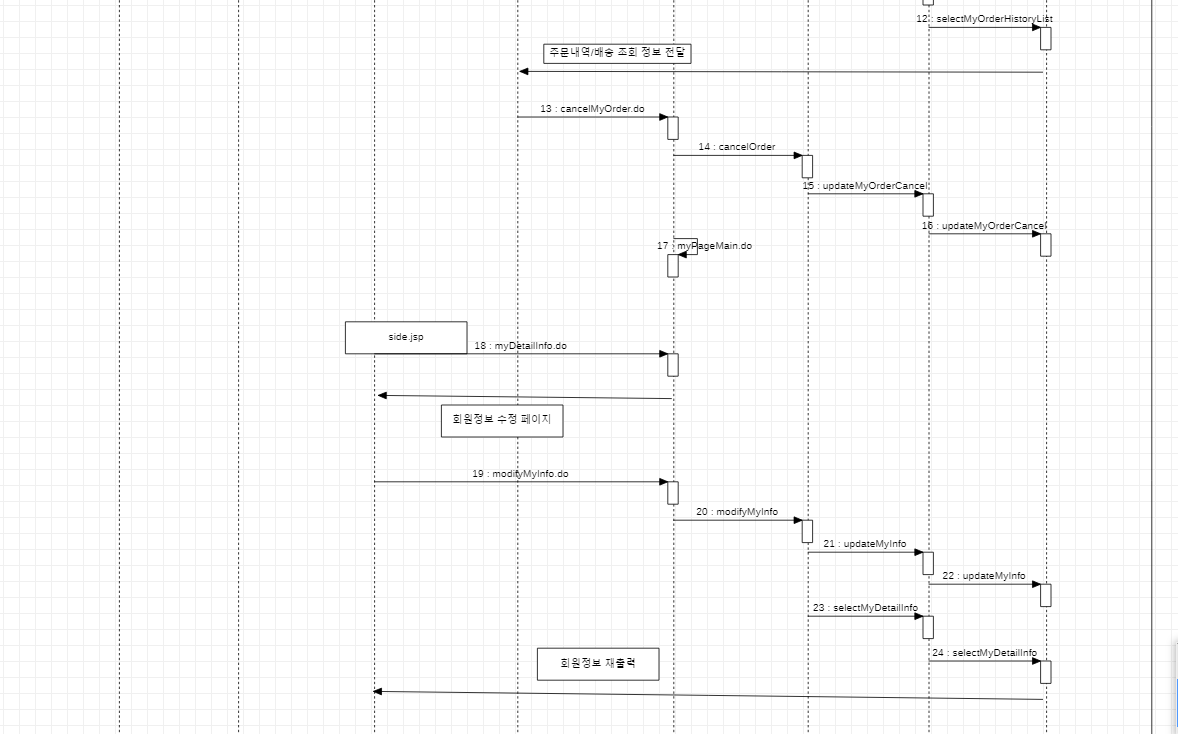 12 : selectMyOrderHistoryList
주문내역/배송 조회 정보 전달
13 : cancelMyOrder.do
14 : cancelOrder
15 : updateMyOrderCancel
16 : updateMyOrderCancel
17 : myPageMain.do
side.jsp
18 : myDetailInfo.do
회원정보 수정 페이지
19 : modifyMyInfo.do
20 : modifyMyInfo
21 : updateMyInfo
22 : updateMyInfo
23 : selectMyDetailInfo
24 : selectMyDetailInfo
회원정보 재출력